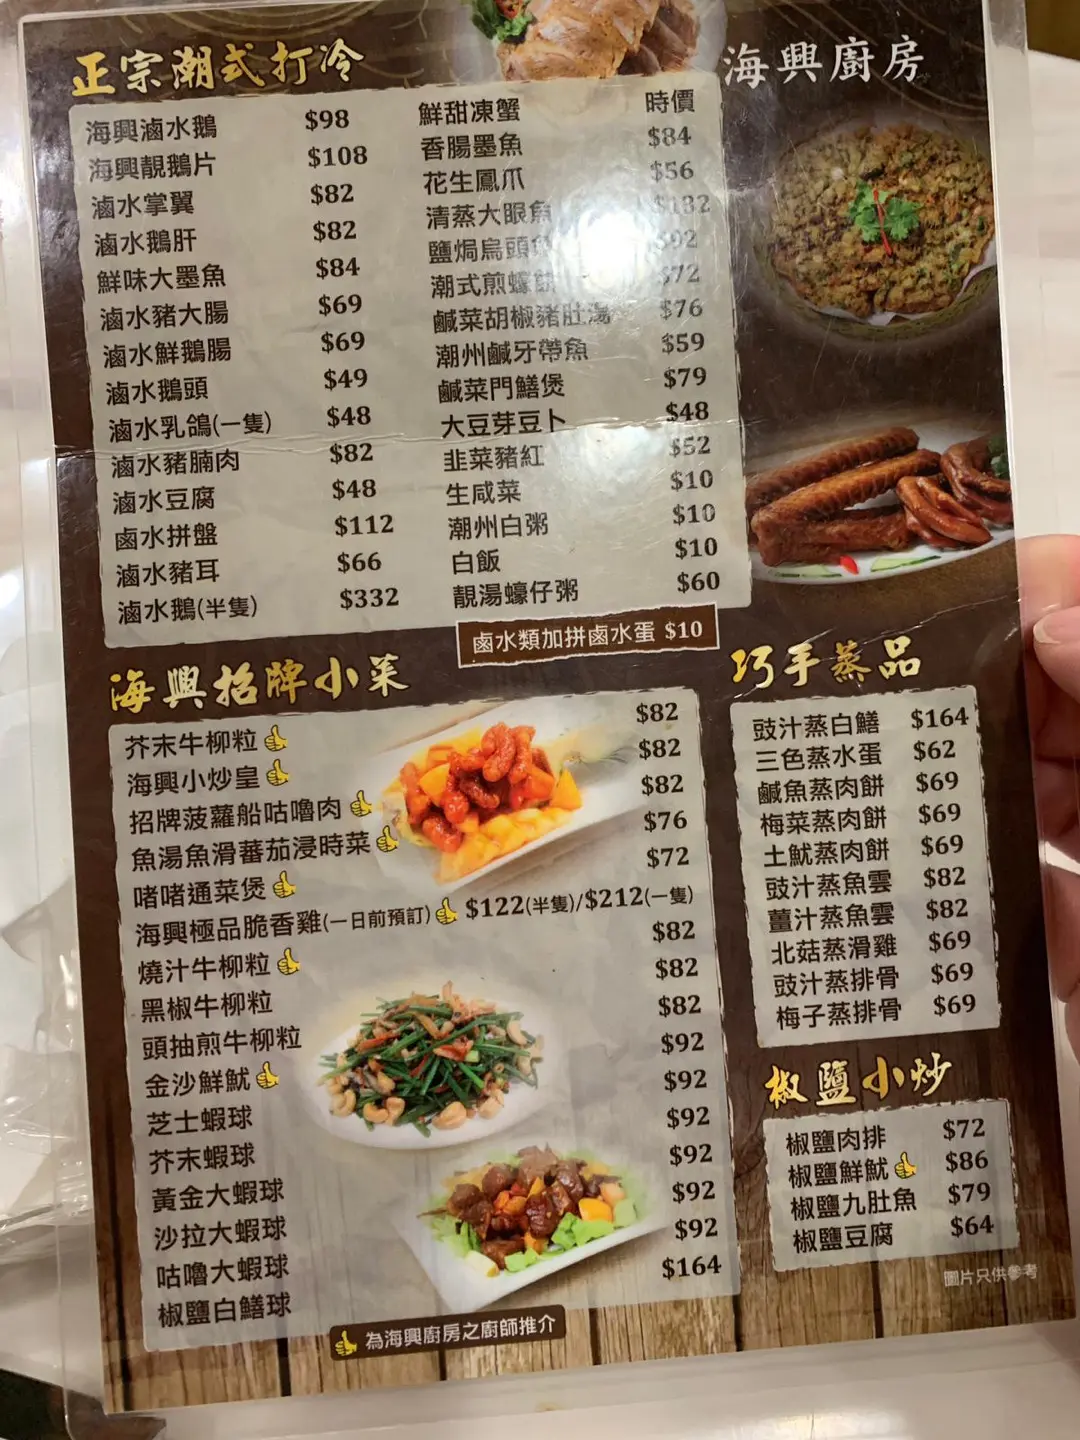 正宗潮式打冷
海興廚房
海興滷水鵝 $98
海興靚鵝片 $108
滷水掌翼 $82
滷水鵝肝 $82
鮮味大墨魚 $84
滷水豬大腸 $69
滷水鮮鵝腸 $69
滷水鵝頭 $49
滷水乳鴿(一隻) $48
滷水豬腩肉 $82
滷水豆腐 $48
鹵水拼盤 $112
滷水豬耳 $66
滷水鵝(半隻) $332
鮮甜凍蟹 時價
香腸墨魚 $84
花生鳳爪 $56
清蒸大眼魚 $182
鹽焗烏頭魚 $92
潮式煎蠔餅 $72
鹹菜胡椒豬肚湯 $76
潮州鹹牙帶魚 $59
鹹菜門鱔煲 $79
大豆芽豆卜 $48
韭菜豬紅 $52
生咸菜 $10
潮州白粥 $10
白飯 $10
靚湯蠔仔粥 $60
鹵水類加拼鹵水蛋 $10
海興招牌小菜
芥末牛柳粒 $82
海興小炒皇 $82
招牌菠蘿船咕嚕肉 $82
魚湯魚滑蕃茄浸時菜 $76
啫啫通菜煲 $72
海興極品脆香雞(一日前預訂) $122(半隻)/$212(一隻)
燒汁牛柳粒 $82
黑椒牛柳粒 $82
頭抽煎牛柳粒 $82
金沙鮮魷 $92
芝士蝦球 $92
芥末蝦球 $92
黃金大蝦球 $92
沙拉大蝦球 $92
咕嚕大蝦球 $92
椒鹽白鱔球 $164
為海興廚房之廚師推介
巧手蒸品
豉汁蒸白鱔 $164
三色蒸水蛋 $62
鹹魚蒸肉餅 $69
梅菜蒸肉餅 $69
土魷蒸肉餅 $69
豉汁蒸魚雲 $82
薑汁蒸魚雲 $82
北菇蒸滑雞 $69
豉汁蒸排骨 $69
梅子蒸排骨 $69
椒鹽小炒
椒鹽肉排 $72
椒鹽鮮魷 $86
椒鹽九肚魚 $79
椒鹽豆腐 $64
圖片只供參考